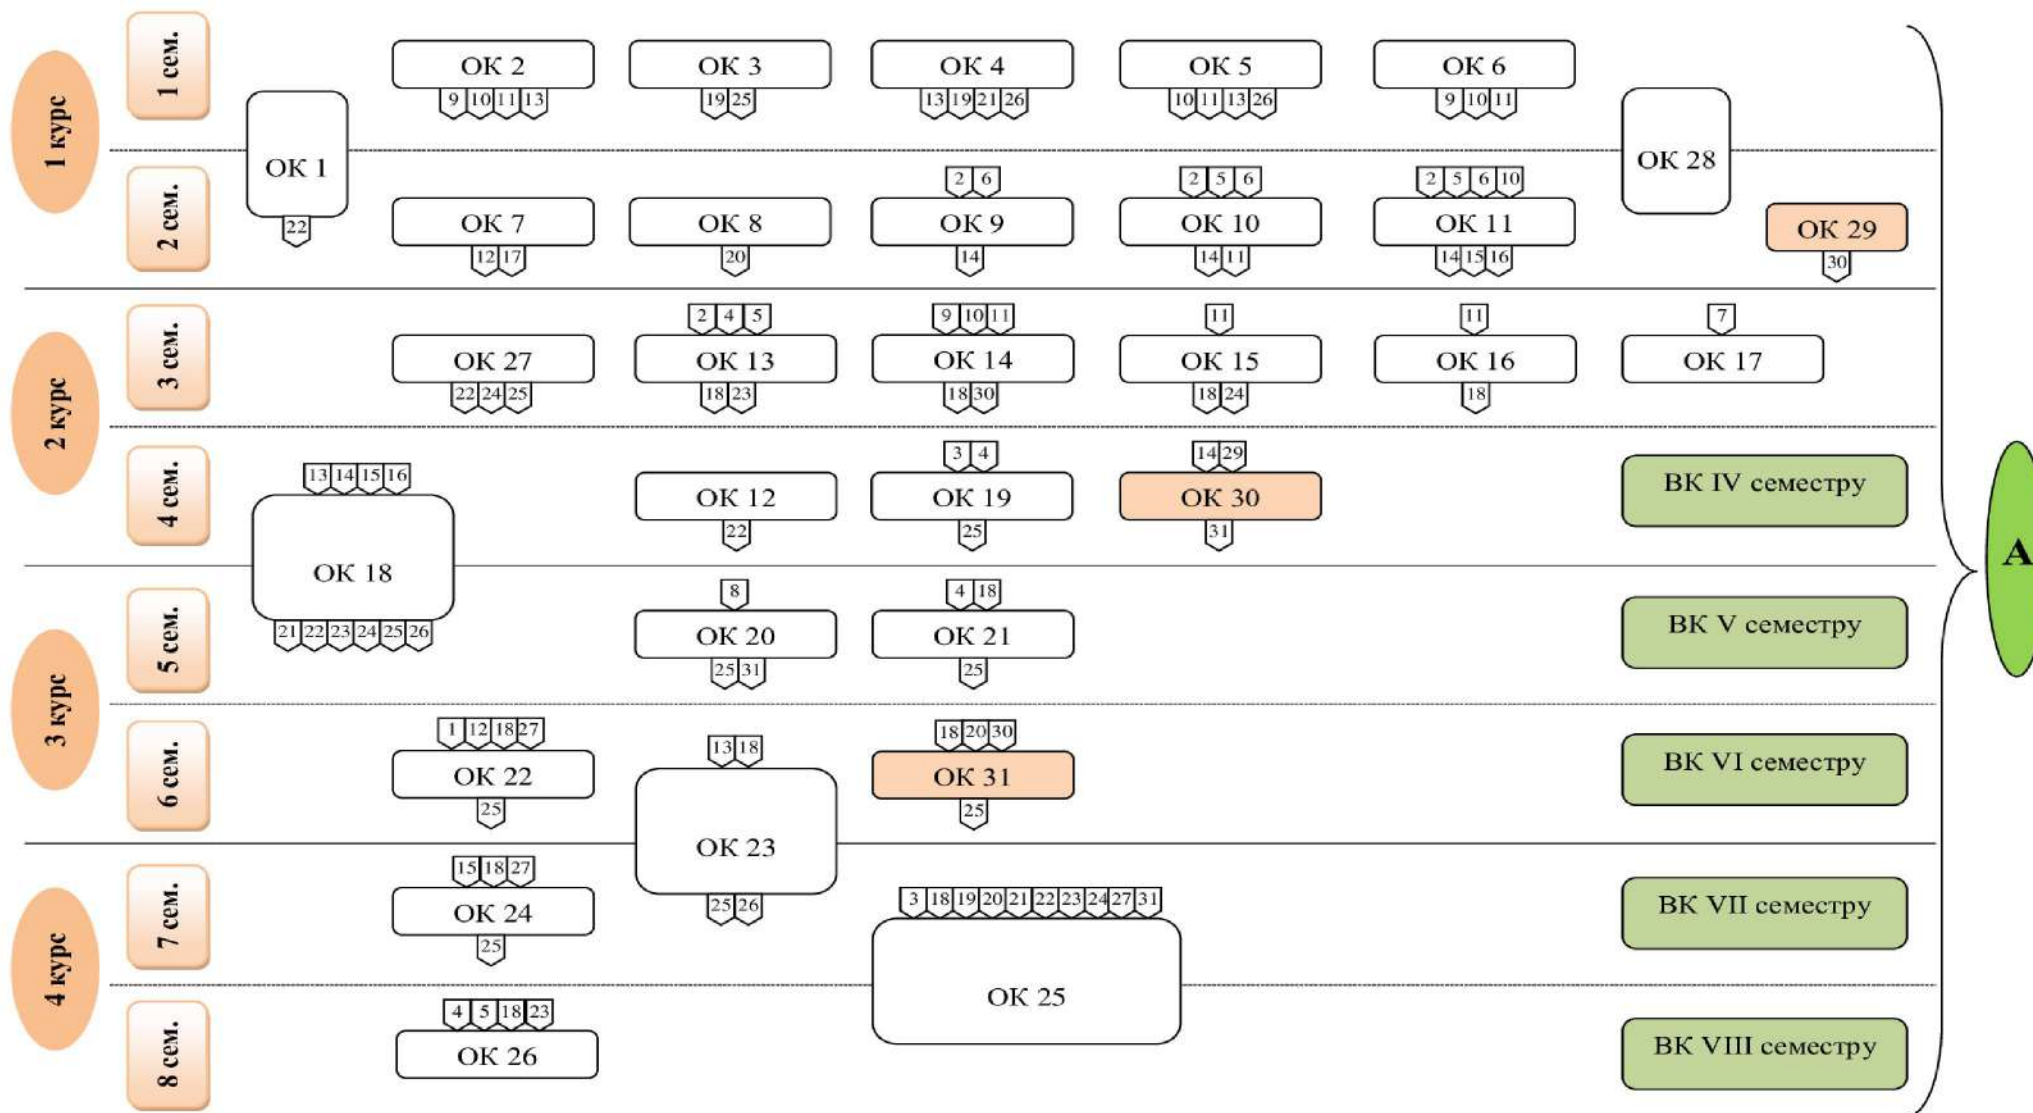 1 курс
1 сем.
ОК 2
ОК 3
ОК 4
ОК 5
ОК 6
9 10 11 13
19 25
13 19 21 26
10 11 13 26
9 10 11
ОК 1
22
ОК 28
2 сем.
2 6
2 5 6
2 5 6 10
ОК 7
ОК 8
ОК 9
ОК 10
ОК 11
ОК 29
12 17
20
14
14 11
14 15 16
30
2 курс
3 сем.
2 4 5
9 10 11
11
11
7
ОК 27
ОК 13
ОК 14
ОК 15
ОК 16
ОК 17
22 24 25
18 23
18 30
18 24
18
4 сем.
13 14 15 16
3 4
14 29
ОК 12
ОК 19
ОК 30
ВК IV семестру
22
25
31
ОК 18
21 22 23 24 25 26
3 курс
5 сем.
8
4 18
ОК 20
ОК 21
ВК V семестру
25 31
25
6 сем.
1 12 18 27
13 18
18 20 30
ОК 22
ОК 31
ВК VI семестру
25
25
ОК 23
25 26
4 курс
7 сем.
15 18 27
3 18 19 20 21 22 23 24 27 31
ОК 24
ВК VII семестру
25
ОК 25
8 сем.
4 5 18 23
ОК 26
ВК VIII семестру
А